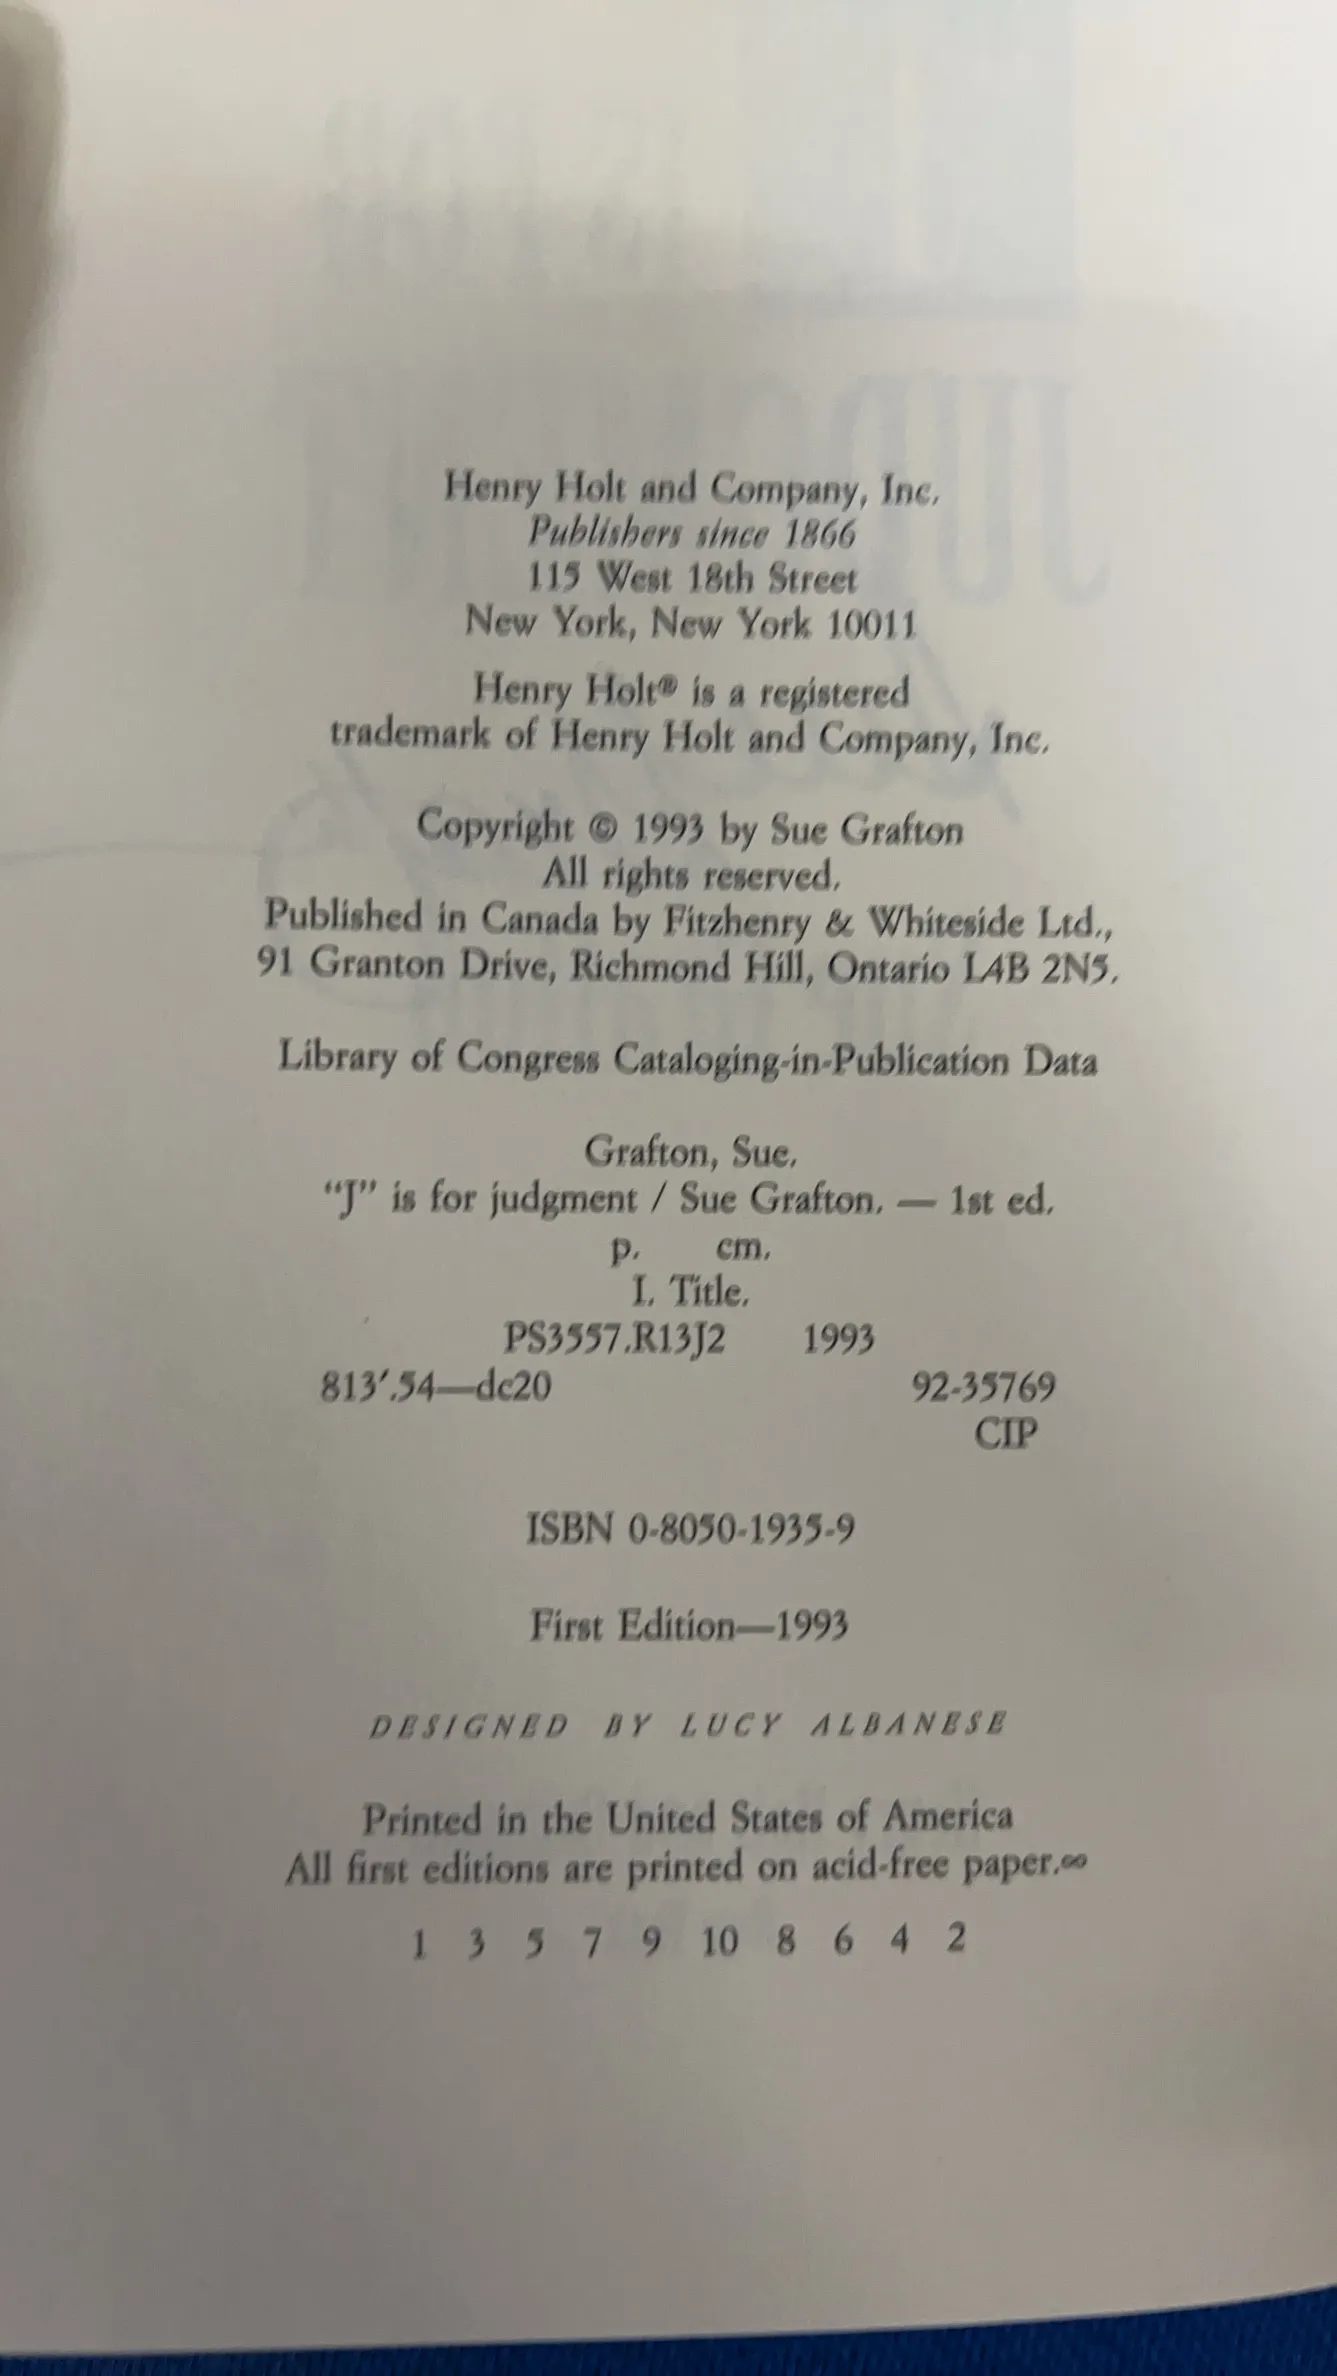 Henry Holt and Company, Inc.
Publishers since 1866
115 West 18th Street
New York, New York 10011
Henry Holt® is a registered
trademark of Henry Holt and Company, Inc.
Copyright © 1993 by Sue Grafton
All rights reserved.
Published in Canada by Fitzhenry & Whiteside Ltd.,
91 Granton Drive, Richmond Hill, Ontario L4B 2N5.
Library of Congress Cataloging-in-Publication Data
Grafton, Sue.
“J” is for judgment / Sue Grafton. — 1st ed.
p. cm.
I. Title.
PS3557.R13J2 1993
813′.54—dc20 92-35769
CIP
ISBN 0-8050-1935-9
First Edition—1993
DESIGNED BY LUCY ALBANESE
Printed in the United States of America
All first editions are printed on acid-free paper.∞
1 3 5 7 9 10 8 6 4 2